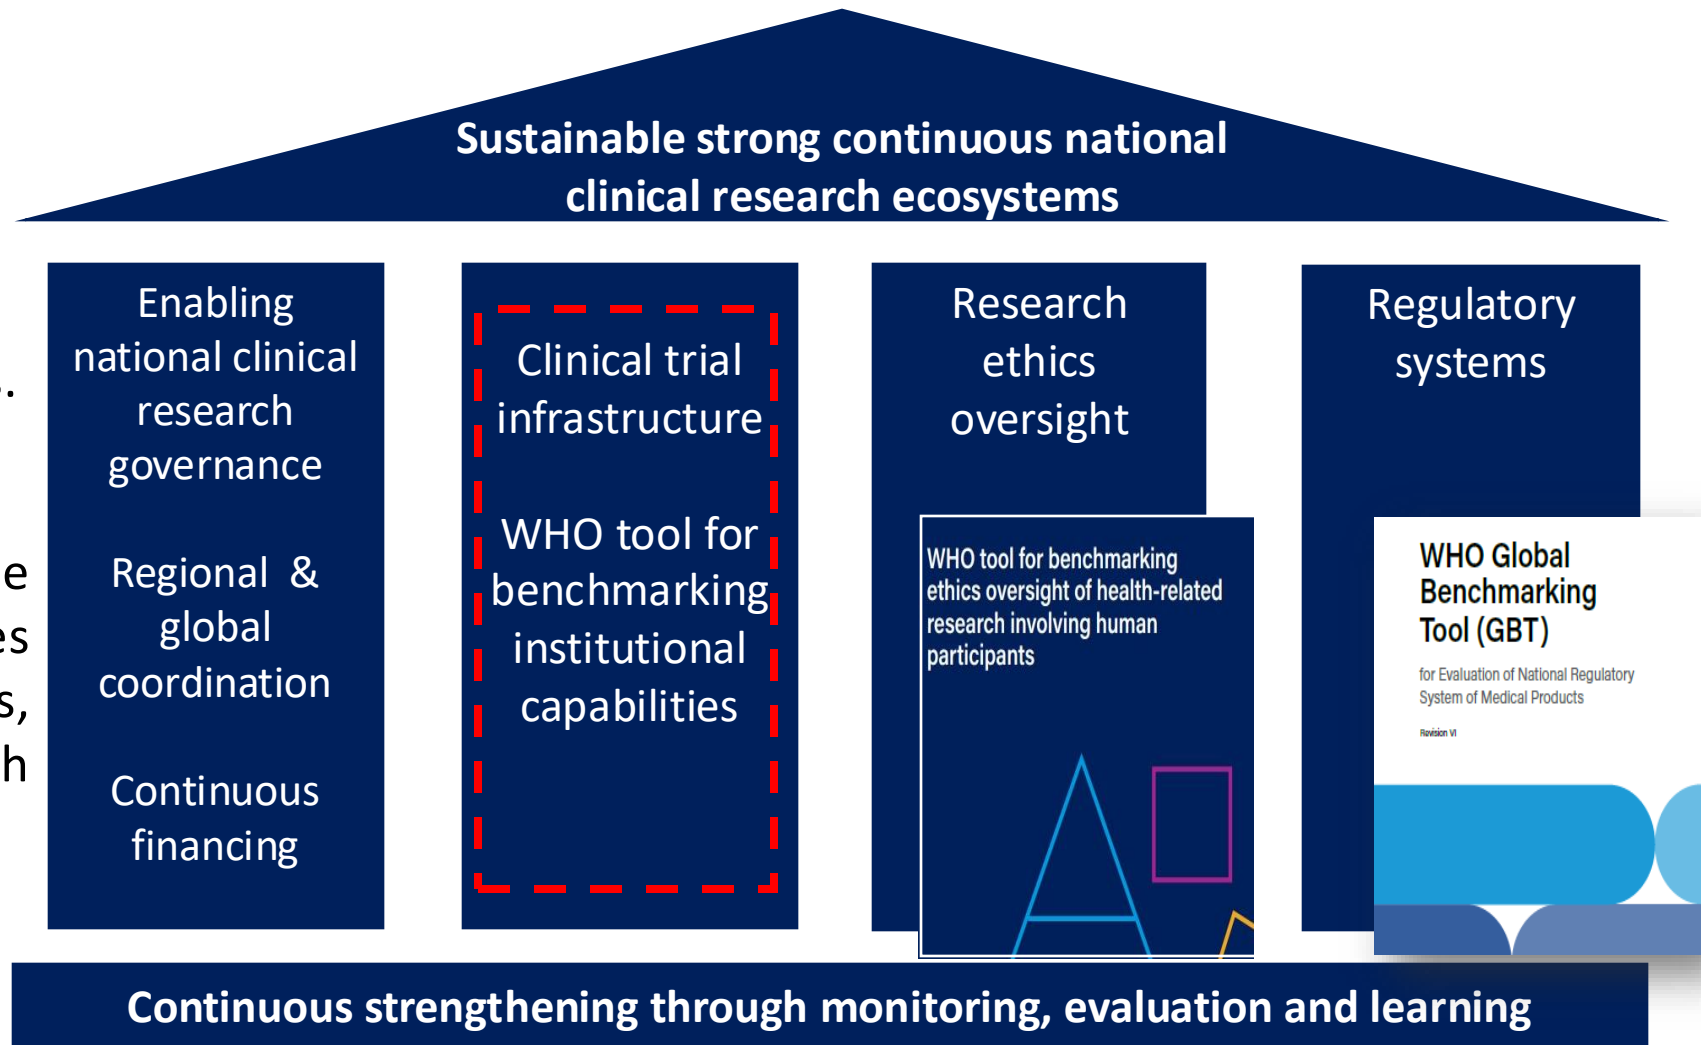 Sustainable strong continuous national
clinical research ecosystems
s.
e
es
s,
h
Enabling
national clinical
research
governance
Regional & 
global
coordination
Continuous
financing
Clinical trial
infrastructure
WHO tool for
benchmarking
institutional
capabilities
Research
ethics
oversight
WHO tool for benchmarking
ethics oversight of health-related
research involving human
participants
Regulatory
systems
WHO Global
Benchmarking
Tool (GBT)
for Evaluation of National Regulatory
System of Medical Products
Revision VI
Continuous strengthening through monitoring, evaluation and learning